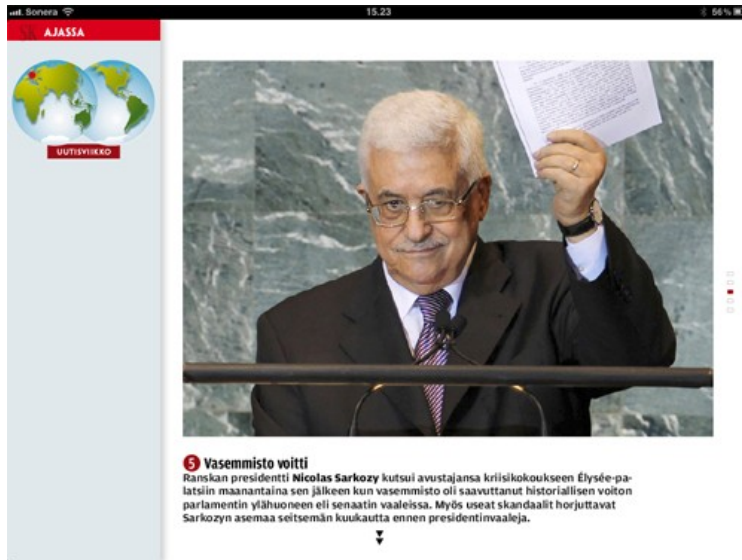 Sonera
15.23
56 %
SK AJASSA
UUTISVIIKKO
5 Vasemmisto voitti
Ranskan presidentti Nicolas Sarkozy kutsui avustajansa kriisikokoukseen Élysée-pa-
latsiin maanantaina sen jälkeen kun vasemmisto oli saavuttanut historiallisen voiton
parlamentin ylähuoneen eli senaatin vaaleissa. Myös useat skandaalit horjuttavat
Sarkozyn asemaa seitsemän kuukautta ennen presidentinvaaleja.